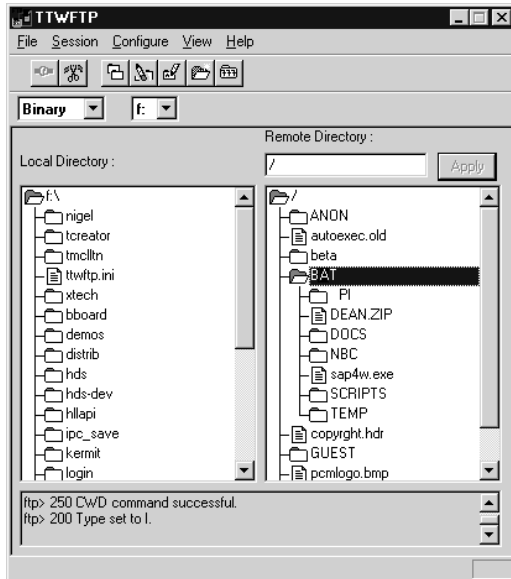 TTWFTP
File Session Configure View Help
Binary f:
Remote Directory :
Local Directory :
/ Apply
f:\
nigel
tcreator
tmclltn
ttwftp.ini
xtech
bboard
demos
distrib
hds
hds-dev
hllapi
ipc_save
kermit
login
/
ANON
autoexec.old
beta
BAT
PI
DEAN.ZIP
DOCS
NBC
sap4w.exe
SCRIPTS
TEMP
copyrght.hdr
GUEST
pcmlogo.bmp
ftp> 250 CWD command successful.
ftp> 200 Type set to I.